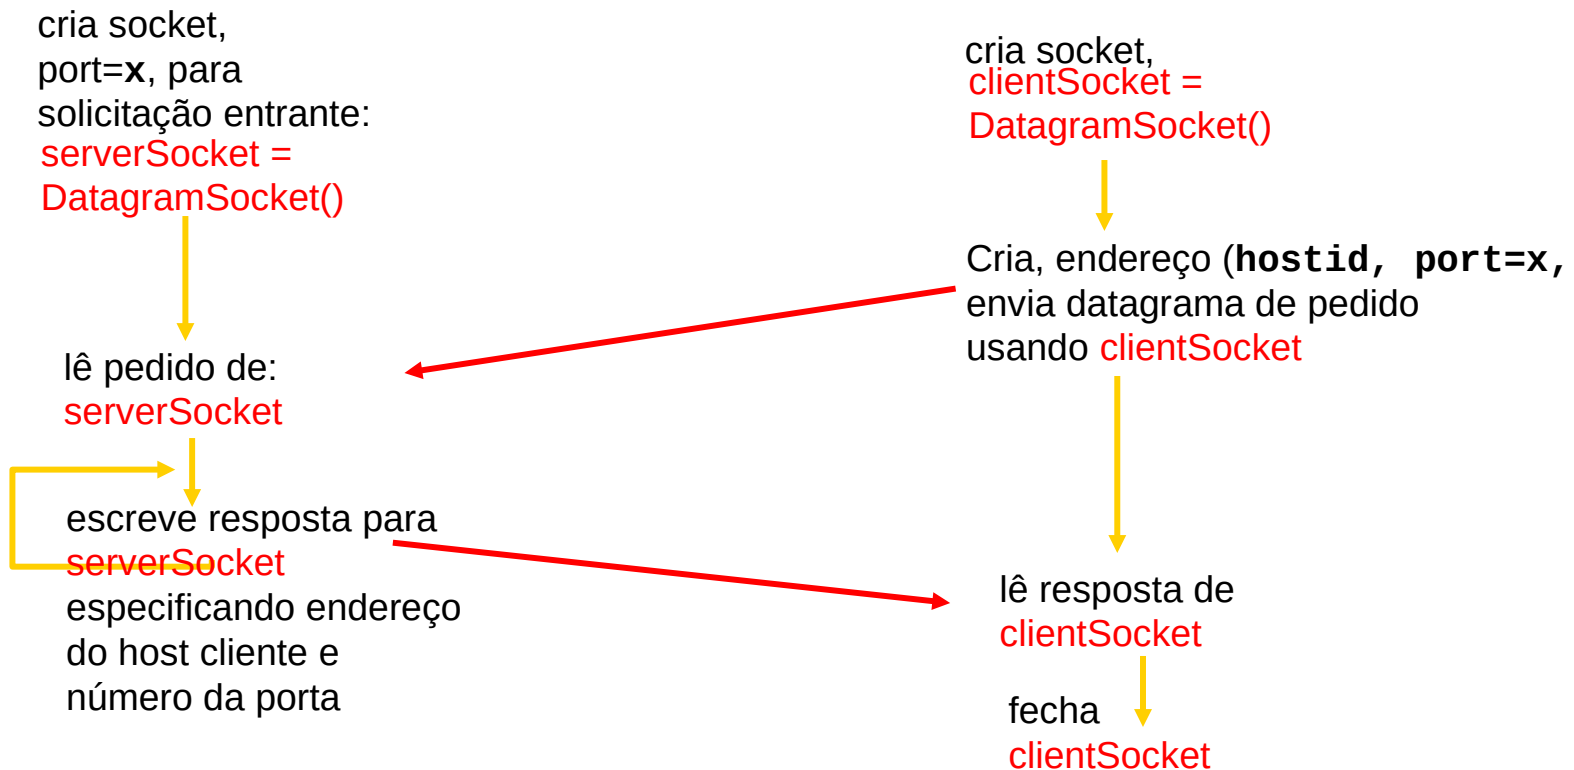 cria socket,
port=x, para
solicitação entrante:
serverSocket =
DatagramSocket()
lê pedido de:
serverSocket
escreve resposta para
serverSocket
especificando endereço
do host cliente e
número da porta
cria socket,
clientSocket =
DatagramSocket()
Cria, endereço (hostid, port=x,
envia datagrama de pedido
usando clientSocket
lê resposta de
clientSocket
fecha
clientSocket